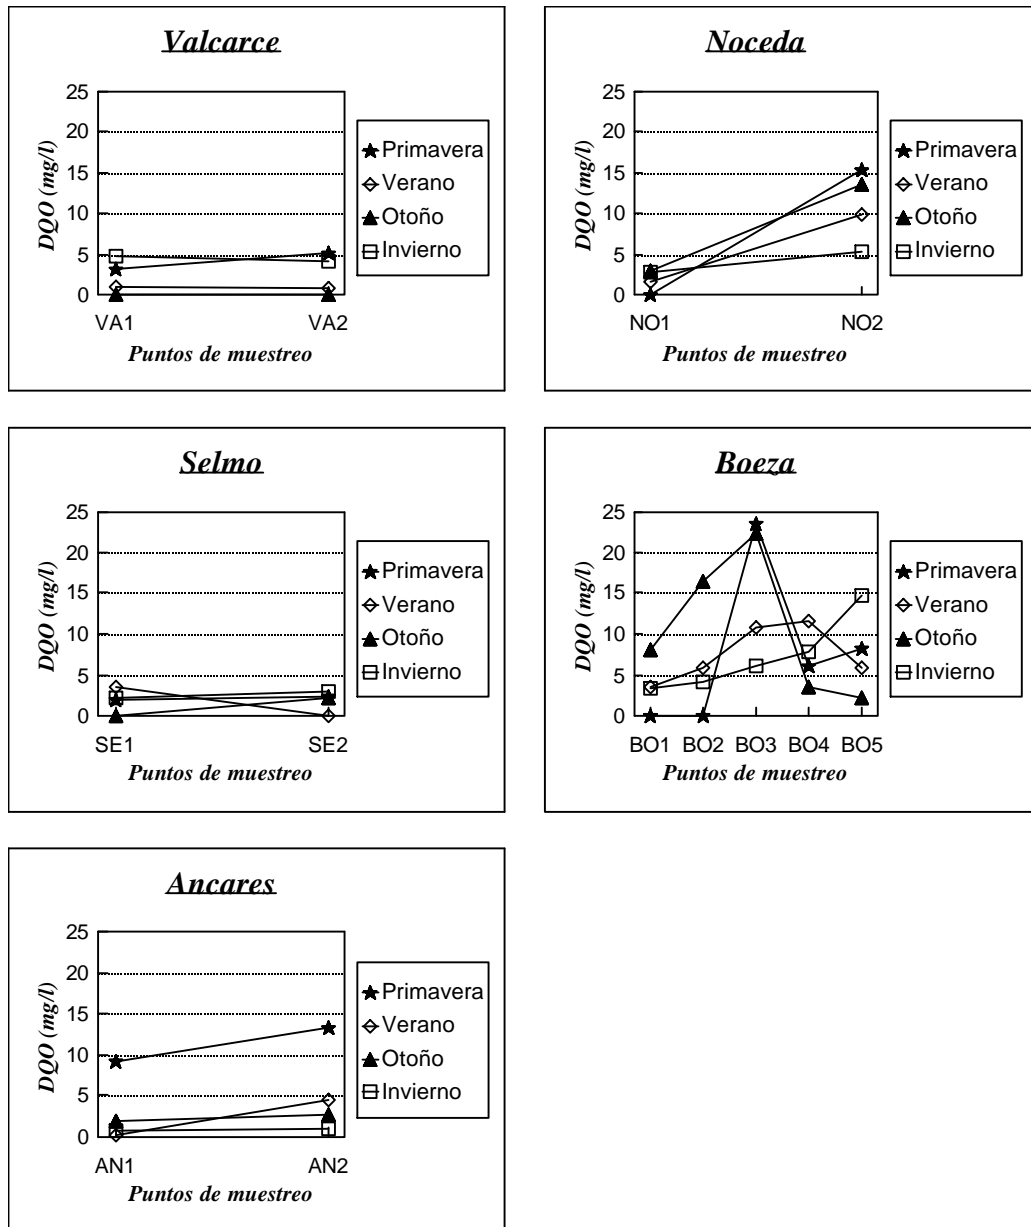 Valcarce
25
20
15
10
5
0
DQO (mg/l)
VA1 VA2
Puntos de muestreo
Primavera
Verano
Otoño
Invierno
Noceda
25
20
15
10
5
0
DQO (mg/l)
NO1 NO2
Puntos de muestreo
Primavera
Verano
Otoño
Invierno
Selmo
25
20
15
10
5
0
DQO (mg/l)
SE1 SE2
Puntos de muestreo
Primavera
Verano
Otoño
Invierno
Boeza
25
20
15
10
5
0
DQO (mg/l)
BO1 BO2 BO3 BO4 BO5
Puntos de muestreo
Primavera
Verano
Otoño
Invierno
Ancares
25
20
15
10
5
0
DQO (mg/l)
AN1 AN2
Puntos de muestreo
Primavera
Verano
Otoño
Invierno